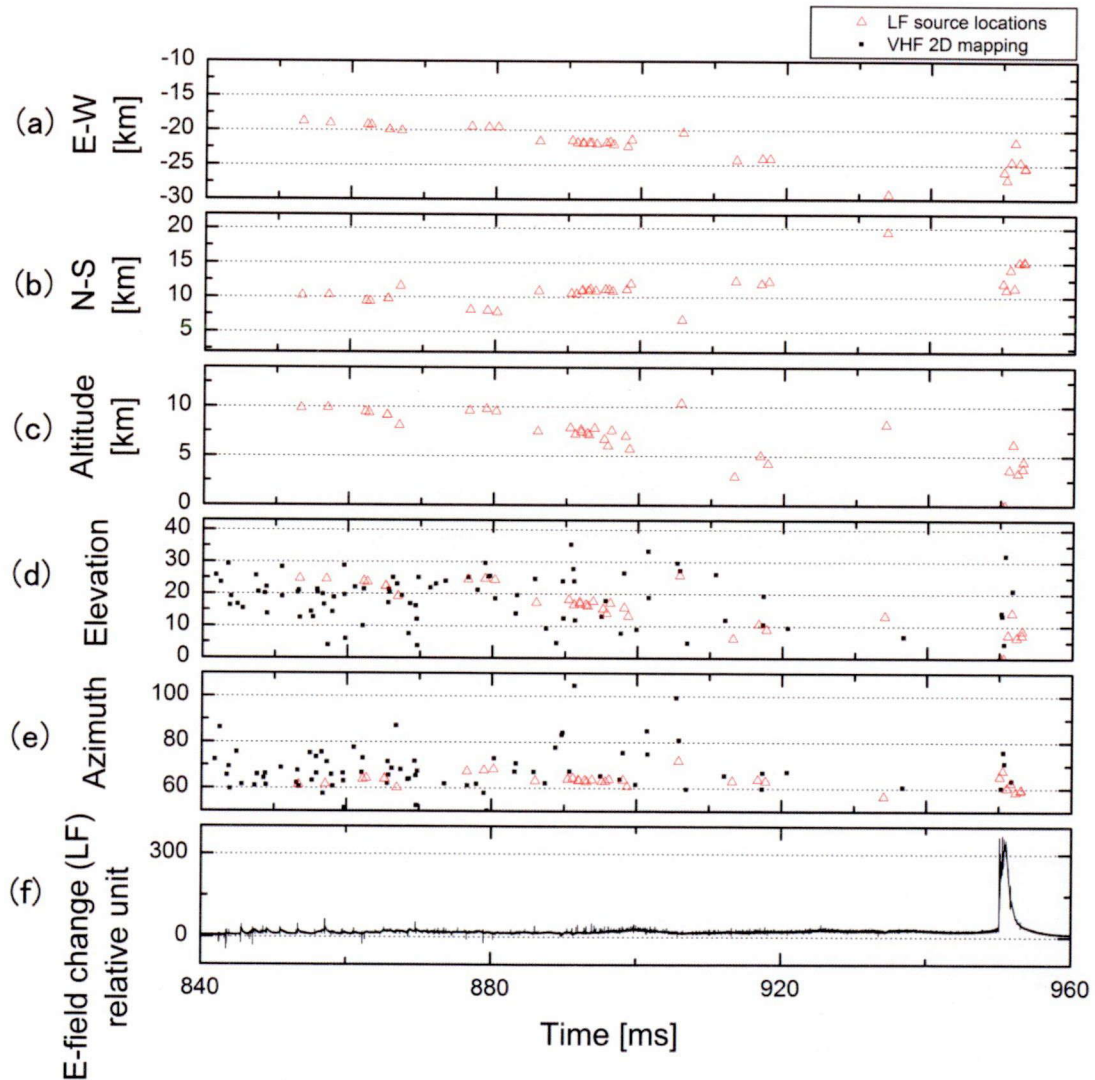 LF source locations
VHF 2D mapping
(a)
E-W
[km]
-10
-15
-20
-25
-30
(b)
N-S
[km]
20
15
10
5
(c)
Altitude
[km]
10
5
0
(d)
Elevation
40
30
20
10
0
(e)
Azimuth
100
80
60
(f)
E-field change (LF)
relative unit
300
0
840
880
920
960
Time [ms]